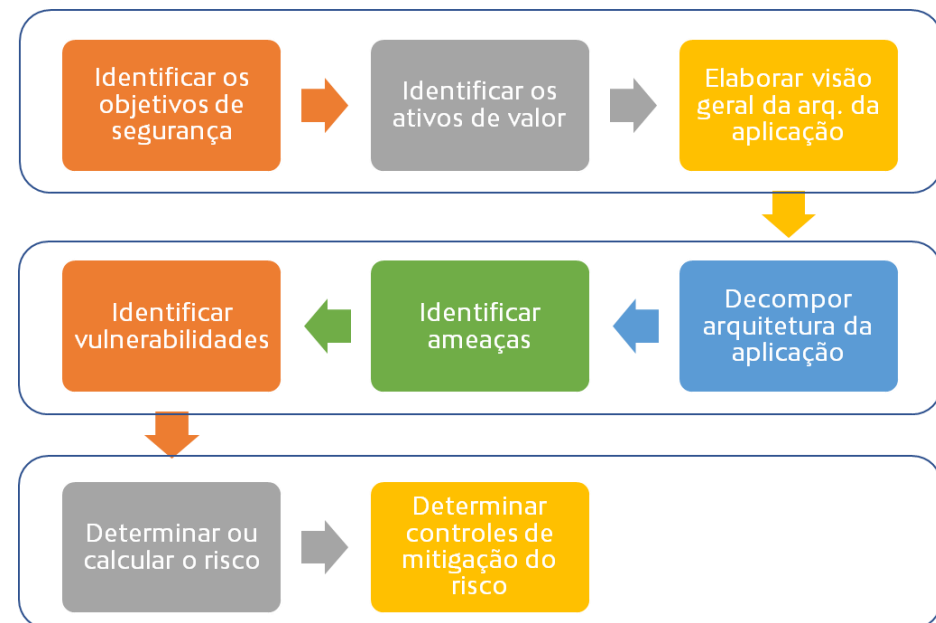 Identificar os
objetivos de
segurança
Identificar os
ativos de valor
Elaborar visão
geral da arq. da
aplicação
Decompor
arquitetura da
aplicação
Identificar
ameaças
Identificar
vulnerabilidades
Determinar ou
calcular o risco
Determinar
controles de
mitigação do
risco